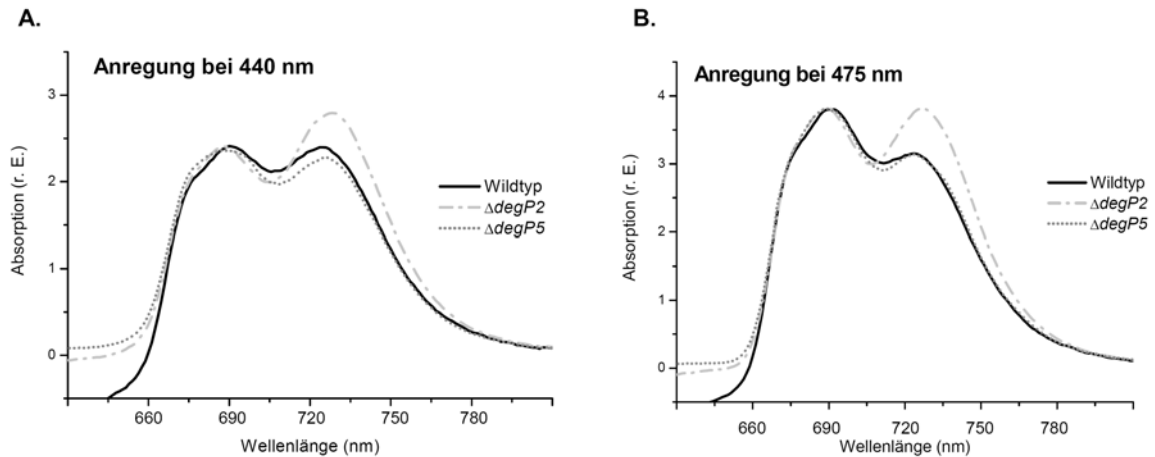 A.
Anregung bei 440 nm
Absorption (r. E.)
3
2
1
0
Wildtyp
ΔdegP2
ΔdegP5
660 690 720 750 780
Wellenlänge (nm)
B.
Anregung bei 475 nm
Absorption (r. E.)
4
3
2
1
0
Wildtyp
ΔdegP2
ΔdegP5
660 690 720 750 780
Wellenlänge (nm)